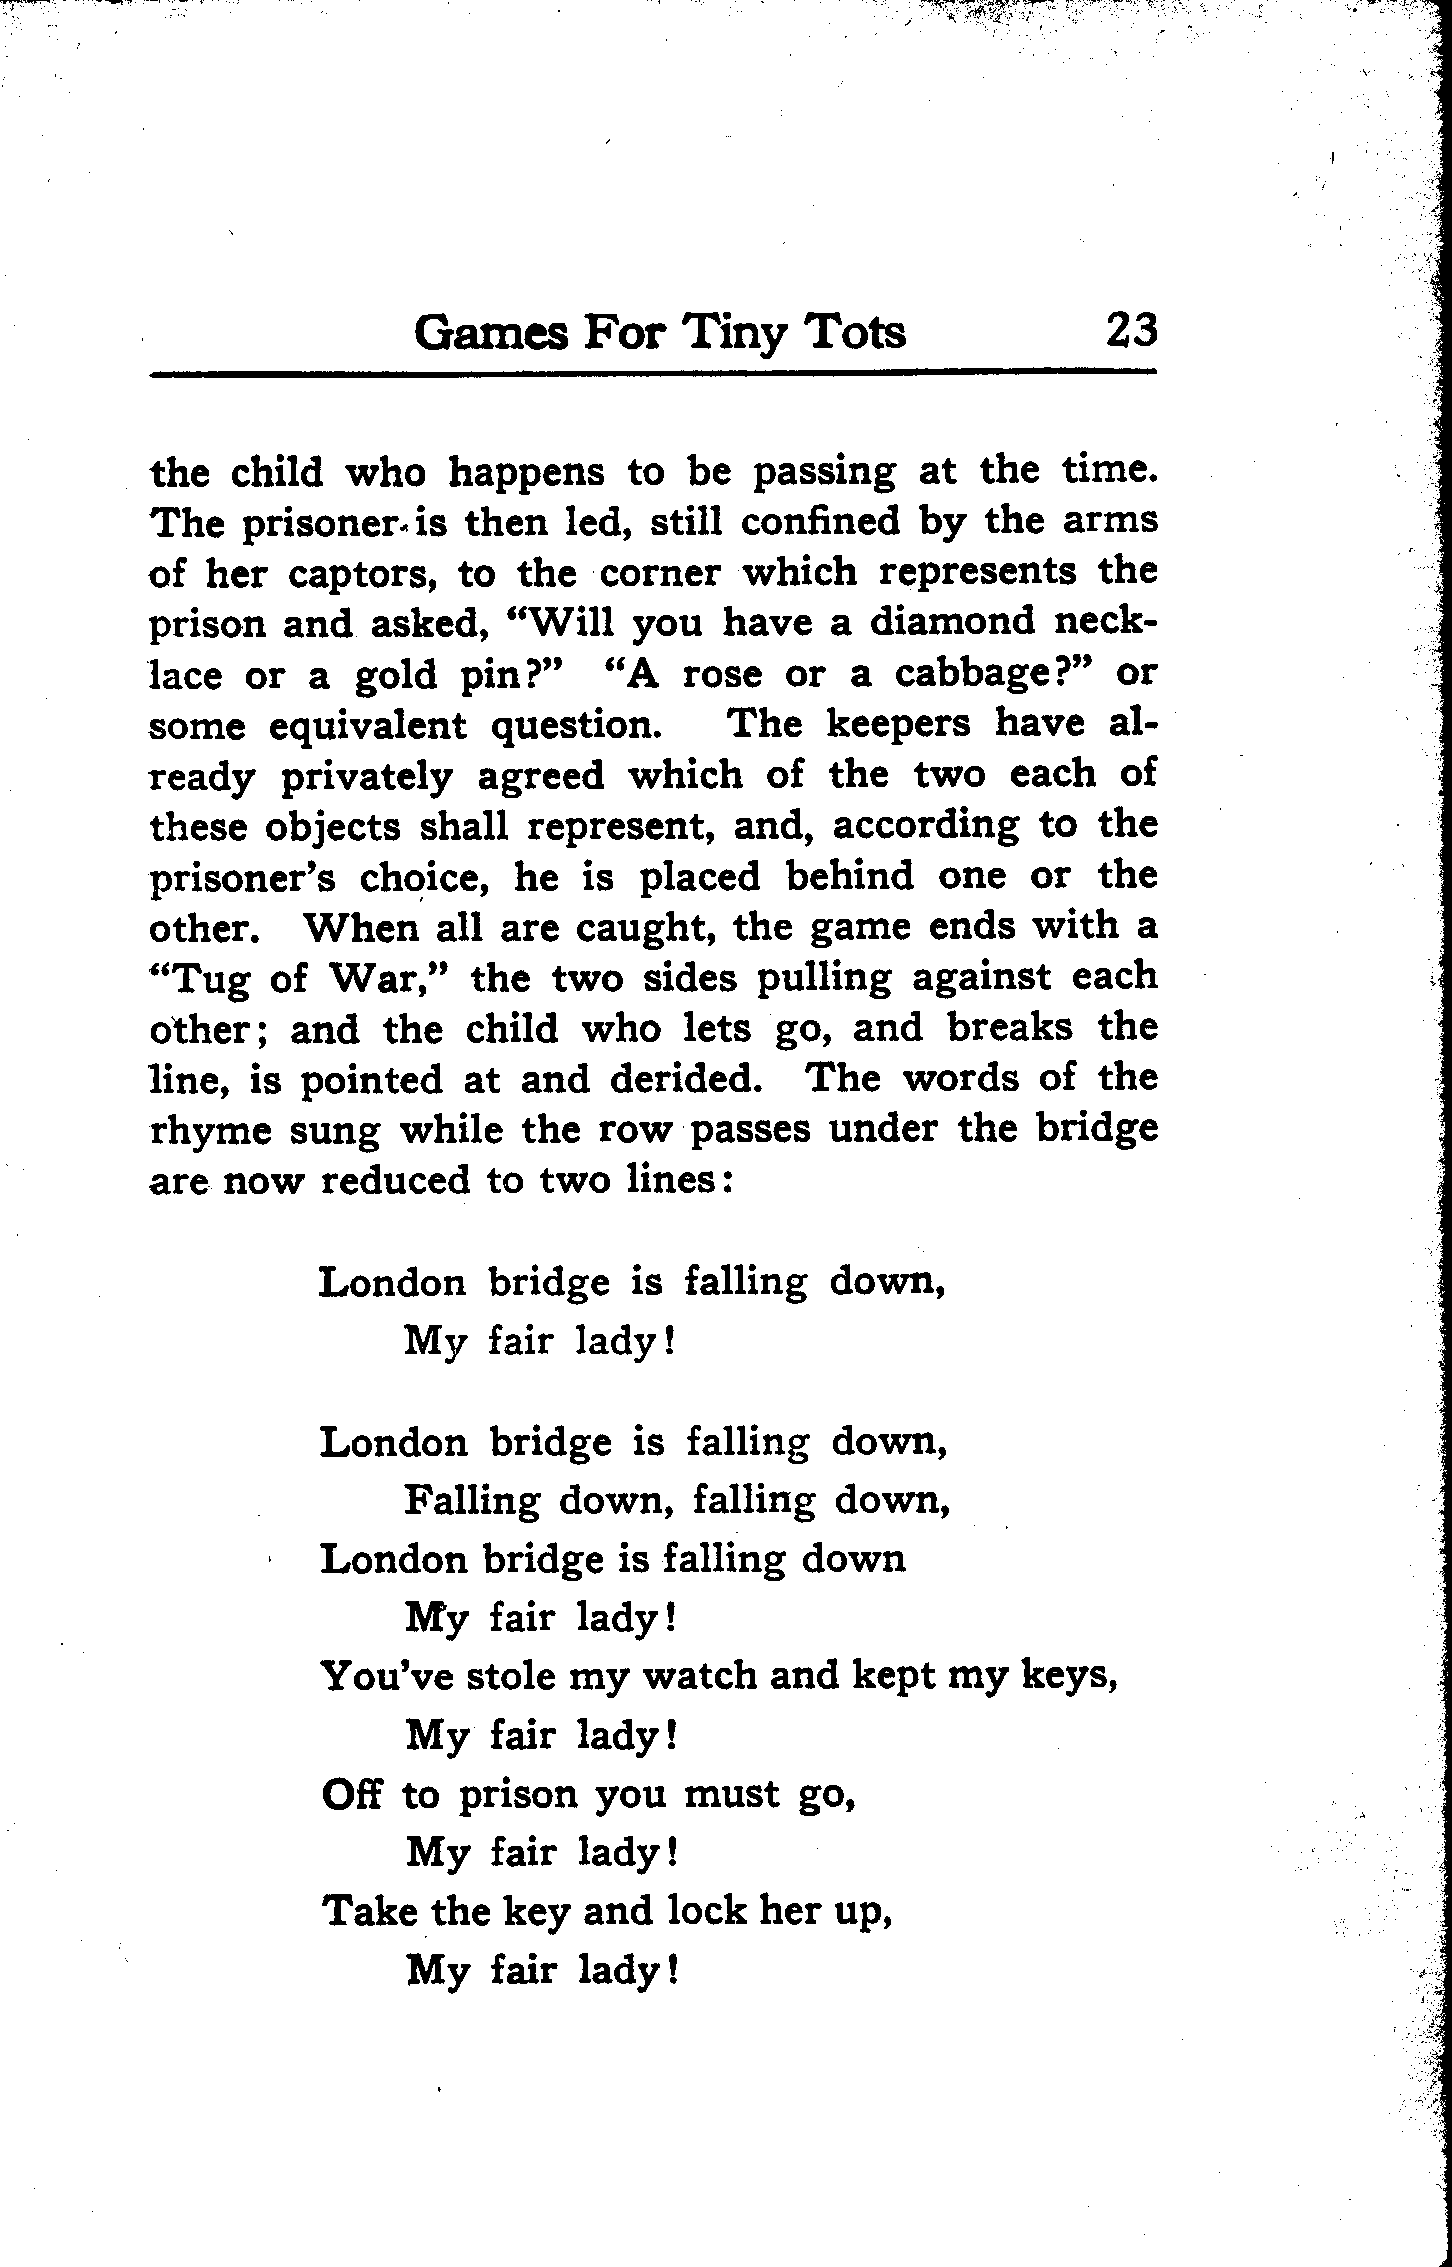 Games For Tiny Tots 23
the child who happens to be passing at the time.
The prisoner is then led, still confined by the arms
of her captors, to the corner which represents the
prison and asked, “Will you have a diamond neck-
lace or a gold pin?” “A rose or a cabbage?” or
some equivalent question. The keepers have al-
ready privately agreed which of the two each of
these objects shall represent, and, according to the
prisoner’s choice, he is placed behind one or the
other. When all are caught, the game ends with a
“Tug of War,” the two sides pulling against each
other; and the child who lets go, and breaks the
line, is pointed at and derided. The words of the
rhyme sung while the row passes under the bridge
are now reduced to two lines:
London bridge is falling down,
My fair lady!
London bridge is falling down,
Falling down, falling down,
London bridge is falling down
My fair lady!
You’ve stole my watch and kept my keys,
My fair lady!
Off to prison you must go,
My fair lady!
Take the key and lock her up,
My fair lady!